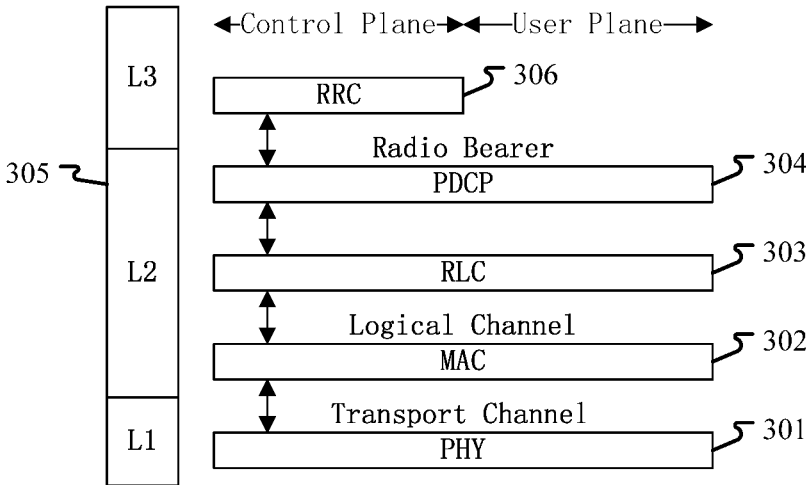 Control Plane User Plane
L3
RRC
306
Radio Bearer
305
PDCP
304
L2
RLC
303
Logical Channel
MAC
302
Transport Channel
L1
PHY
301